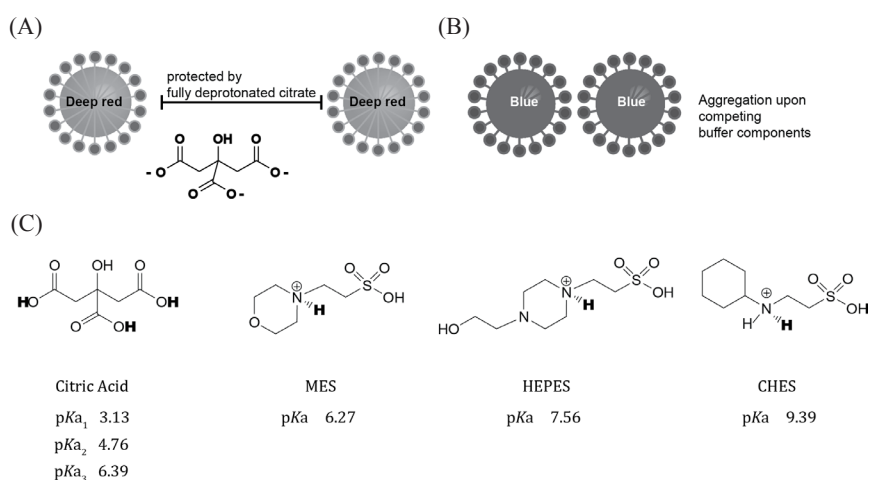 (A)
Deep red
protected by
fully deprotonated citrate
Deep red
OH
O
O
- O
O -
O
O -
(B)
Blue
Blue
Aggregation upon
competing
buffer components
(C)
O
OH
O
HO
OH
O
OH
Citric Acid
pKa₁ 3.13
pKa₂ 4.76
pKa₃ 6.39
O
O
S
OH
⊕
N
H
O
MES
pKa 6.27
O
O
S
OH
⊕
N
H
N
HO
HEPES
pKa 7.56
O
O
S
OH
⊕
N
H
H
CHES
pKa 9.39